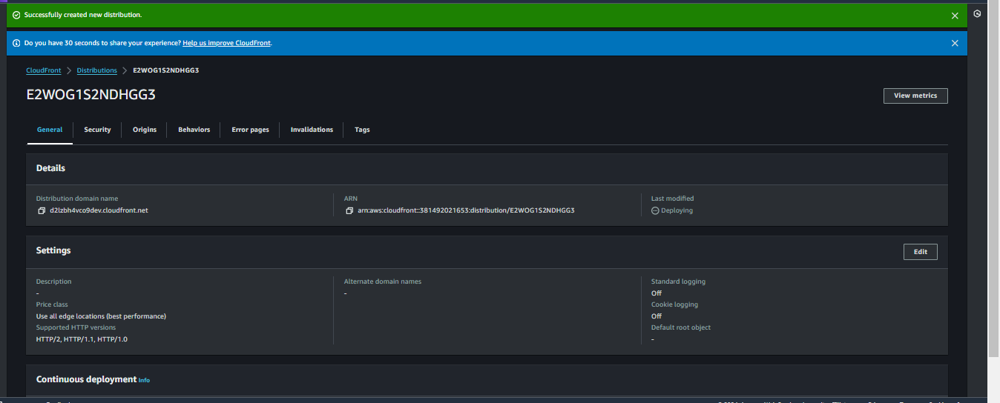 Successfully created new distribution.
Do you have 30 seconds to share your experience? Help us improve CloudFront.
CloudFront > Distributions > E2WOG1S2NDHGG3
E2WOG1S2NDHGG3
View metrics
General
Security
Origins
Behaviors
Error pages
Invalidations
Tags
Details
Distribution domain name
d2lzbh4vco9dev.cloudfront.net
ARN
arn:aws:cloudfront::381492021653:distribution/E2WOG1S2NDHGG3
Last modified
Deploying
Settings
Edit
Description
-
Price class
Use all edge locations (best performance)
Supported HTTP versions
HTTP/2, HTTP/1.1, HTTP/1.0
Alternate domain names
-
Standard logging
Off
Cookie logging
Off
Default root object
-
Continuous deployment Info